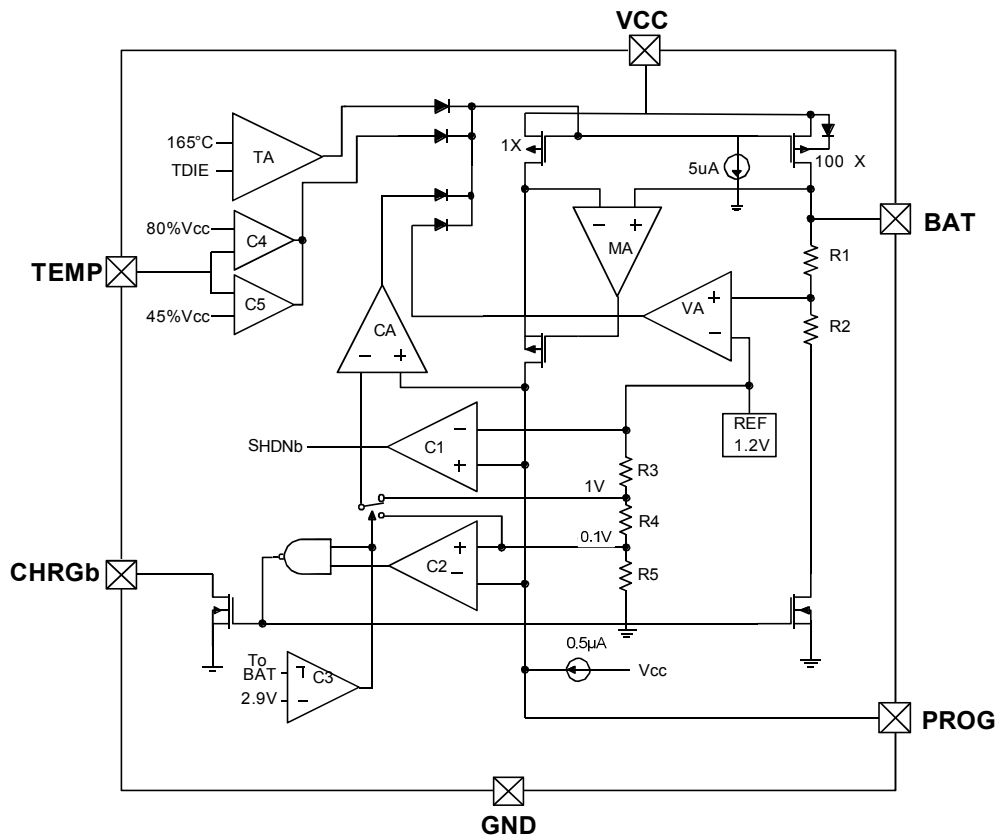 VCC
165°C
TDIE
TA
1X
5uA
100 X
80%Vcc
C4
BAT
TEMP
− +
MA
R1
C5
45%Vcc
VA
+
−
R2
CA
− +
REF
1.2V
SHDNb
C1
−
+
R3
1V
R4
0.1V
CHRGb
C2
+
−
R5
0.5µA
Vcc
To
BAT
2.9V
C3
−
PROG
GND